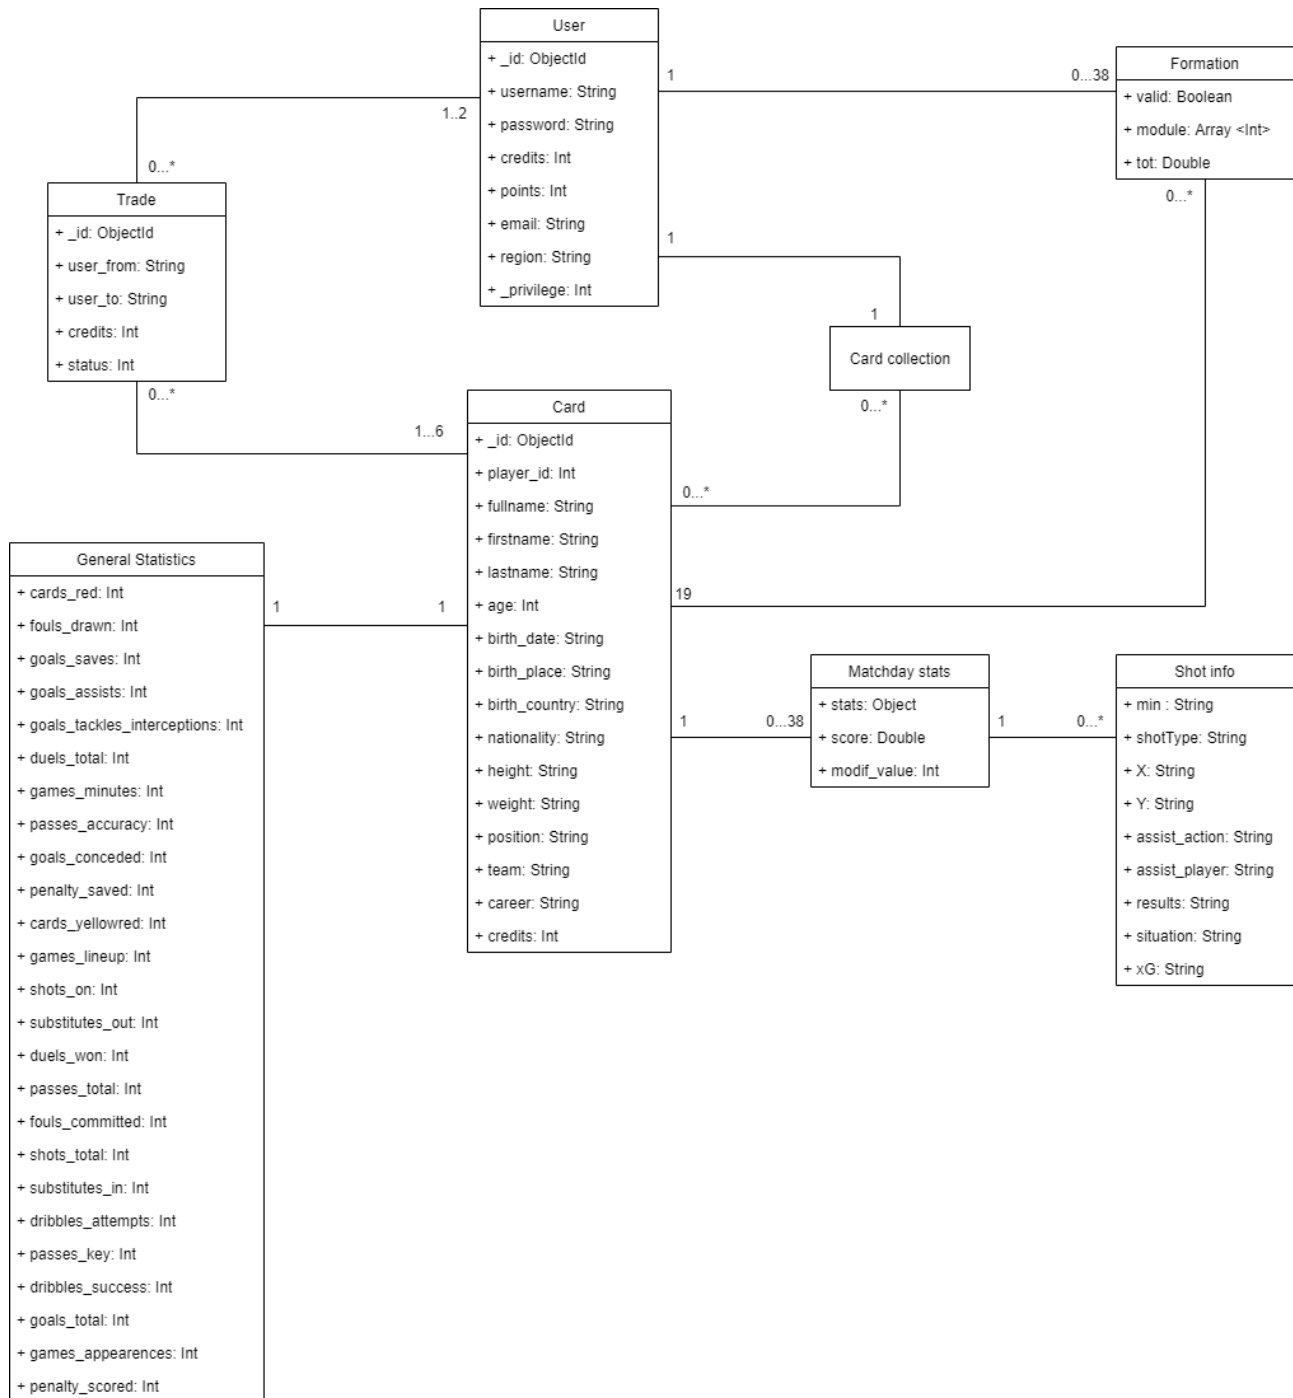 User
+ _id: ObjectId
+ username: String
+ password: String
+ credits: Int
+ points: Int
+ email: String
+ region: String
+ _privilege: Int
1
0...38
Formation
+ valid: Boolean
+ module: Array <Int>
+ tot: Double
0...*
1..2
0...*
Trade
+ _id: ObjectId
+ user_from: String
+ user_to: String
+ credits: Int
+ status: Int
0...*
1...6
1
1
Card collection
0...*
0...*
Card
+ _id: ObjectId
+ player_id: Int
+ fullname: String
+ firstname: String
+ lastname: String
+ age: Int
+ birth_date: String
+ birth_place: String
+ birth_country: String
+ nationality: String
+ height: String
+ weight: String
+ position: String
+ team: String
+ career: String
+ credits: Int
19
1
1
General Statistics
+ cards_red: Int
+ fouls_drawn: Int
+ goals_saves: Int
+ goals_assists: Int
+ goals_tackles_interceptions: Int
+ duels_total: Int
+ games_minutes: Int
+ passes_accuracy: Int
+ goals_conceded: Int
+ penalty_saved: Int
+ cards_yellowred: Int
+ games_lineup: Int
+ shots_on: Int
+ substitutes_out: Int
+ duels_won: Int
+ passes_total: Int
+ fouls_committed: Int
+ shots_total: Int
+ substitutes_in: Int
+ dribbles_attempts: Int
+ passes_key: Int
+ dribbles_success: Int
+ goals_total: Int
+ games_appearences: Int
+ penalty_scored: Int
1
0...38
Matchday stats
+ stats: Object
+ score: Double
+ modif_value: Int
1
0...*
Shot info
+ min : String
+ shotType: String
+ X: String
+ Y: String
+ assist_action: String
+ assist_player: String
+ results: String
+ situation: String
+ xG: String